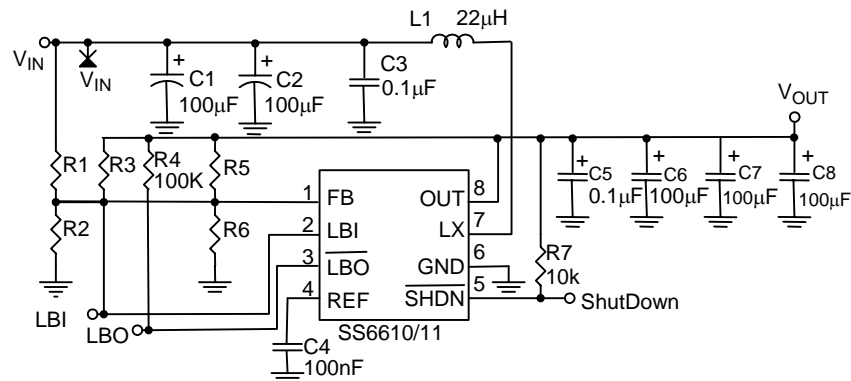 L1 22μH
VIN
VIN
C1
100μF
C2
100μF
C3
0.1μF
VOUT
R1
R3
R4
100K
R5
R2
R6
1 FB
2 LBI
3 LBO
4 REF
OUT 8
LX 7
GND 6
SHDN 5
SS6610/11
C5
0.1μF
C6
100μF
C7
100μF
C8
100μF
R7
10k
ShutDown
LBI
LBO
C4
100nF
+
+
+
+
+
+